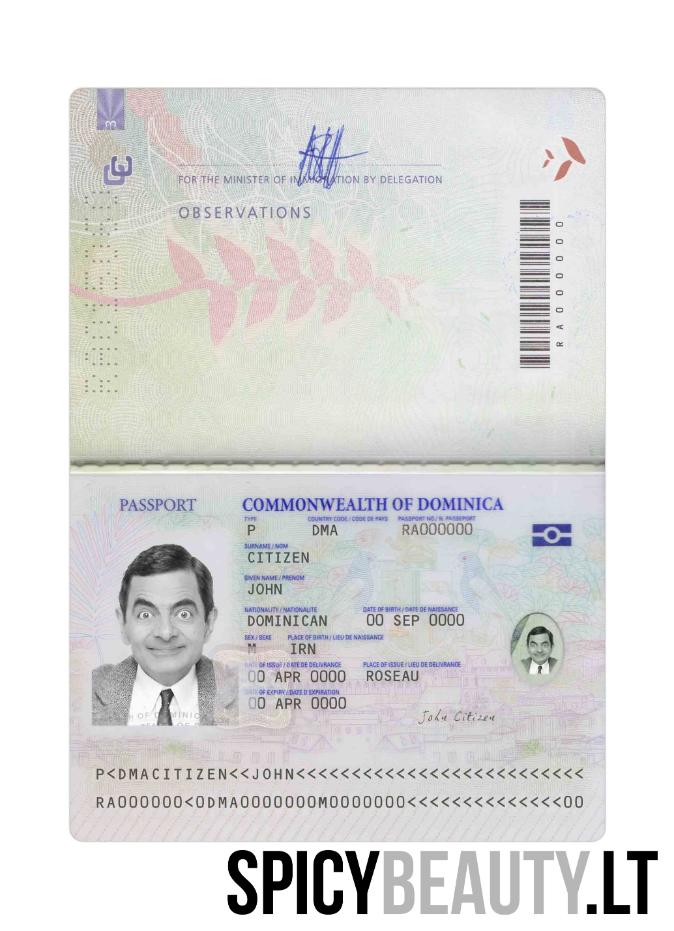 FOR THE MINISTER OF IMMIGRATION BY DELEGATION
OBSERVATIONS
RA000000
PASSPORT
COMMONWEALTH OF DOMINICA
TYPE COUNTRY CODE / CODE DE PAYS PASSPORT NO / N. PASSEPORT
P DMA RA000000
SURNAME / NOM
CITIZEN
GIVEN NAME / PRENOM
JOHN
NATIONALITY / NATIONALITE DATE OF BIRTH / DATE DE NAISSANCE
DOMINICAN 00 SEP 0000
SEX / SEXE PLACE OF BIRTH / LIEU DE NAISSANCE
M IRN
DATE OF ISSUE / DATE DE DELIVRANCE PLACE OF ISSUE / LIEU DE DELIVRANCE
00 APR 0000 ROSEAU
DATE OF EXPIRY / DATE D'EXPIRATION
00 APR 0000
John Citizen
P<DMACITIZEN<<JOHN<<<<<<<<<<<<<<<<<<<<<<<<<<
RA000000<0DMA0000000M0000000<<<<<<<<<<<<<<00
SPICYBEAUTY.LT